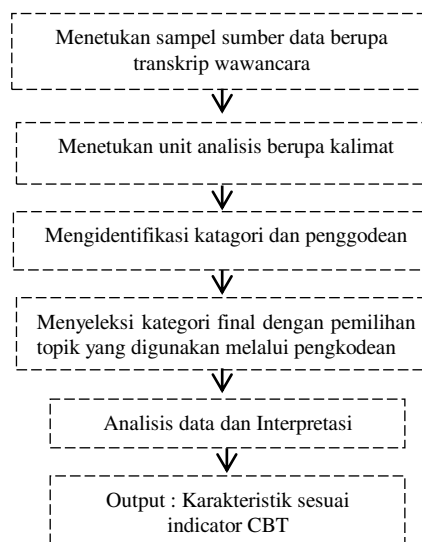 Menetukan sampel sumber data berupa
transkrip wawancara
Menetukan unit analisis berupa kalimat
Mengidentifikasi katagori dan penggodean
Menyeleksi kategori final dengan pemilihan
topik yang digunakan melalui pengkodean
Analisis data dan Interpretasi
Output : Karakteristik sesuai
indicator CBT